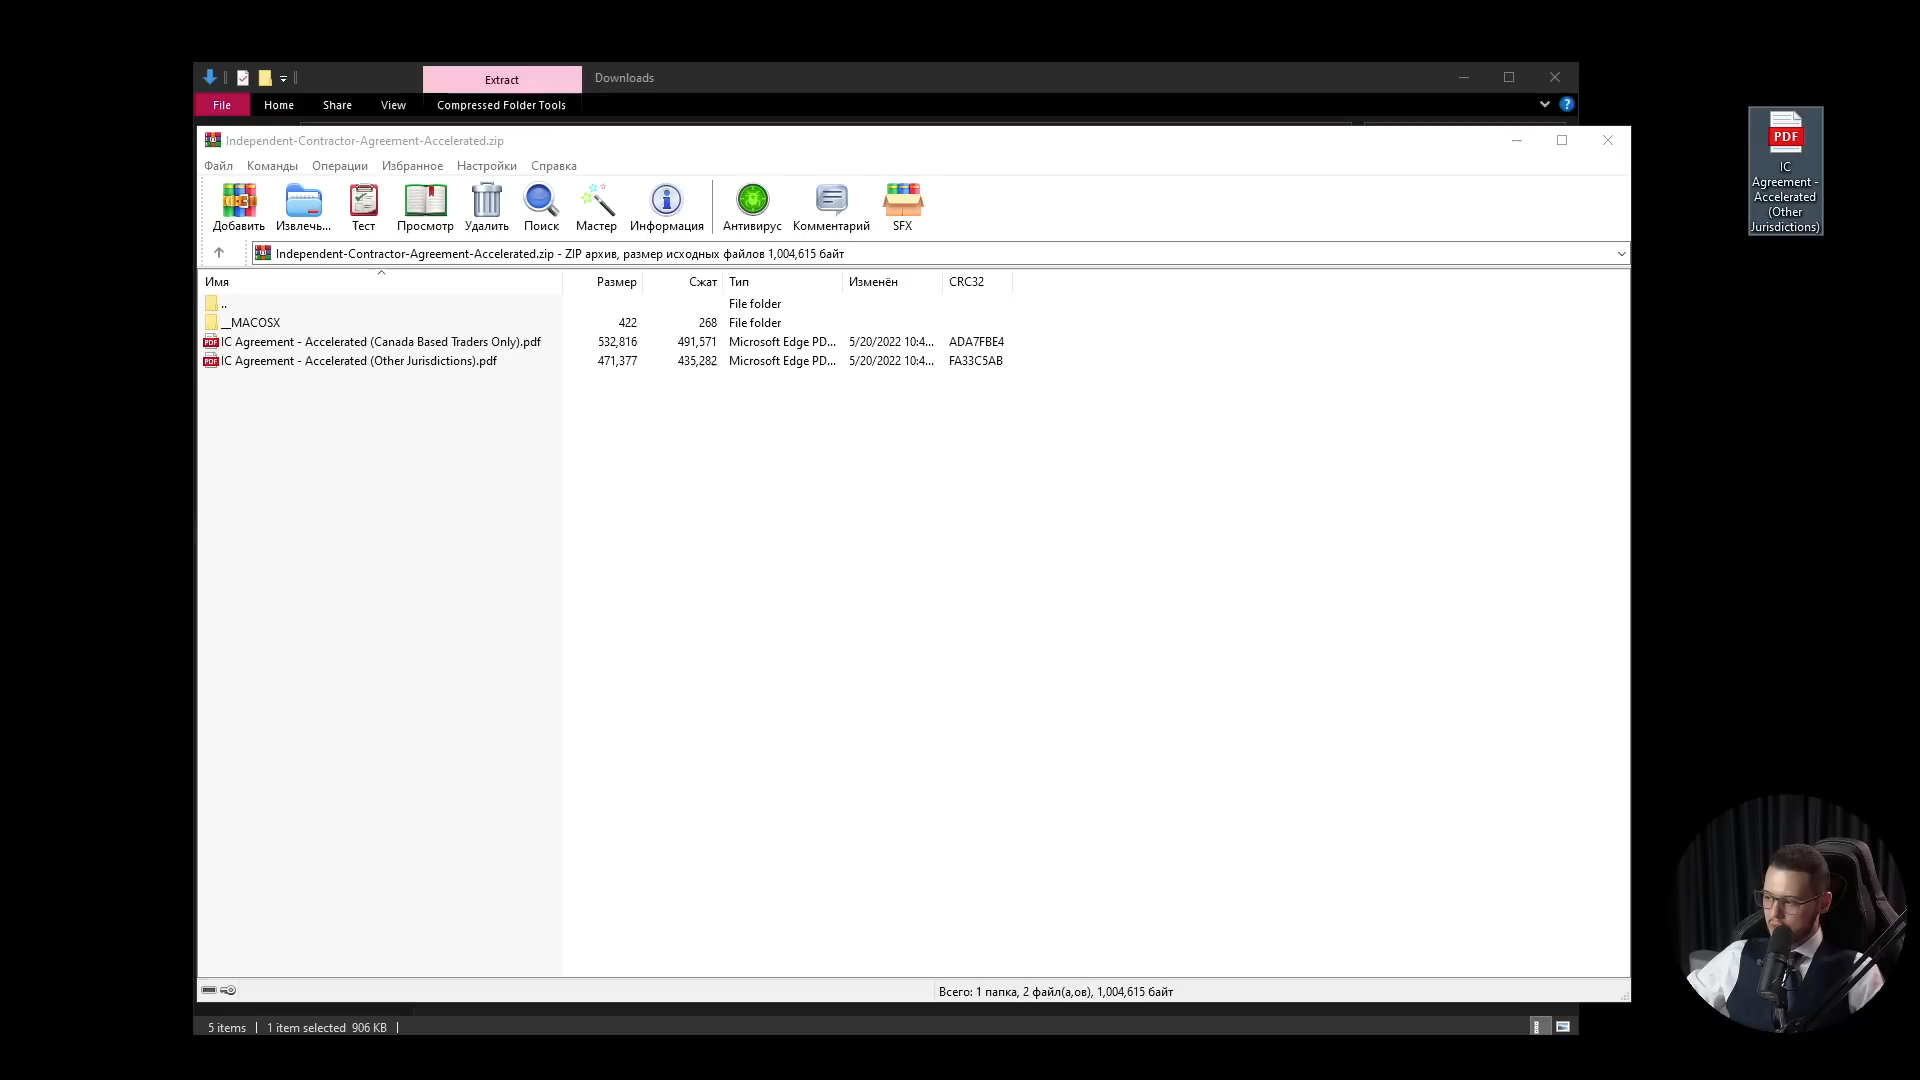 Extract
Downloads
File
Home
Share
View
Compressed Folder Tools
?
Independent-Contractor-Agreement-Accelerated.zip
Файл
Команды
Операции
Избранное
Настройки
Справка
Добавить
Извлечь...
Тест
Просмотр
Удалить
Поиск
Мастер
Информация
Антивирус
Комментарий
SFX
Independent-Contractor-Agreement-Accelerated.zip - ZIP архив, размер исходных файлов 1,004,615 байт
Имя Размер Сжат Тип Изменён CRC32
.. File folder
__MACOSX 422 268 File folder
PDF IC Agreement - Accelerated (Canada Based Traders Only).pdf 532,816 491,571 Microsoft Edge PD... 5/20/2022 10:4... ADA7FBE4
PDF IC Agreement - Accelerated (Other Jurisdictions).pdf 471,377 435,282 Microsoft Edge PD... 5/20/2022 10:4... FA33C5AB
Всего: 1 папка, 2 файл(а,ов), 1,004,615 байт
5 items
1 item selected 906 KB
PDF
IC
Agreement -
Accelerated
(Other
Jurisdictions)